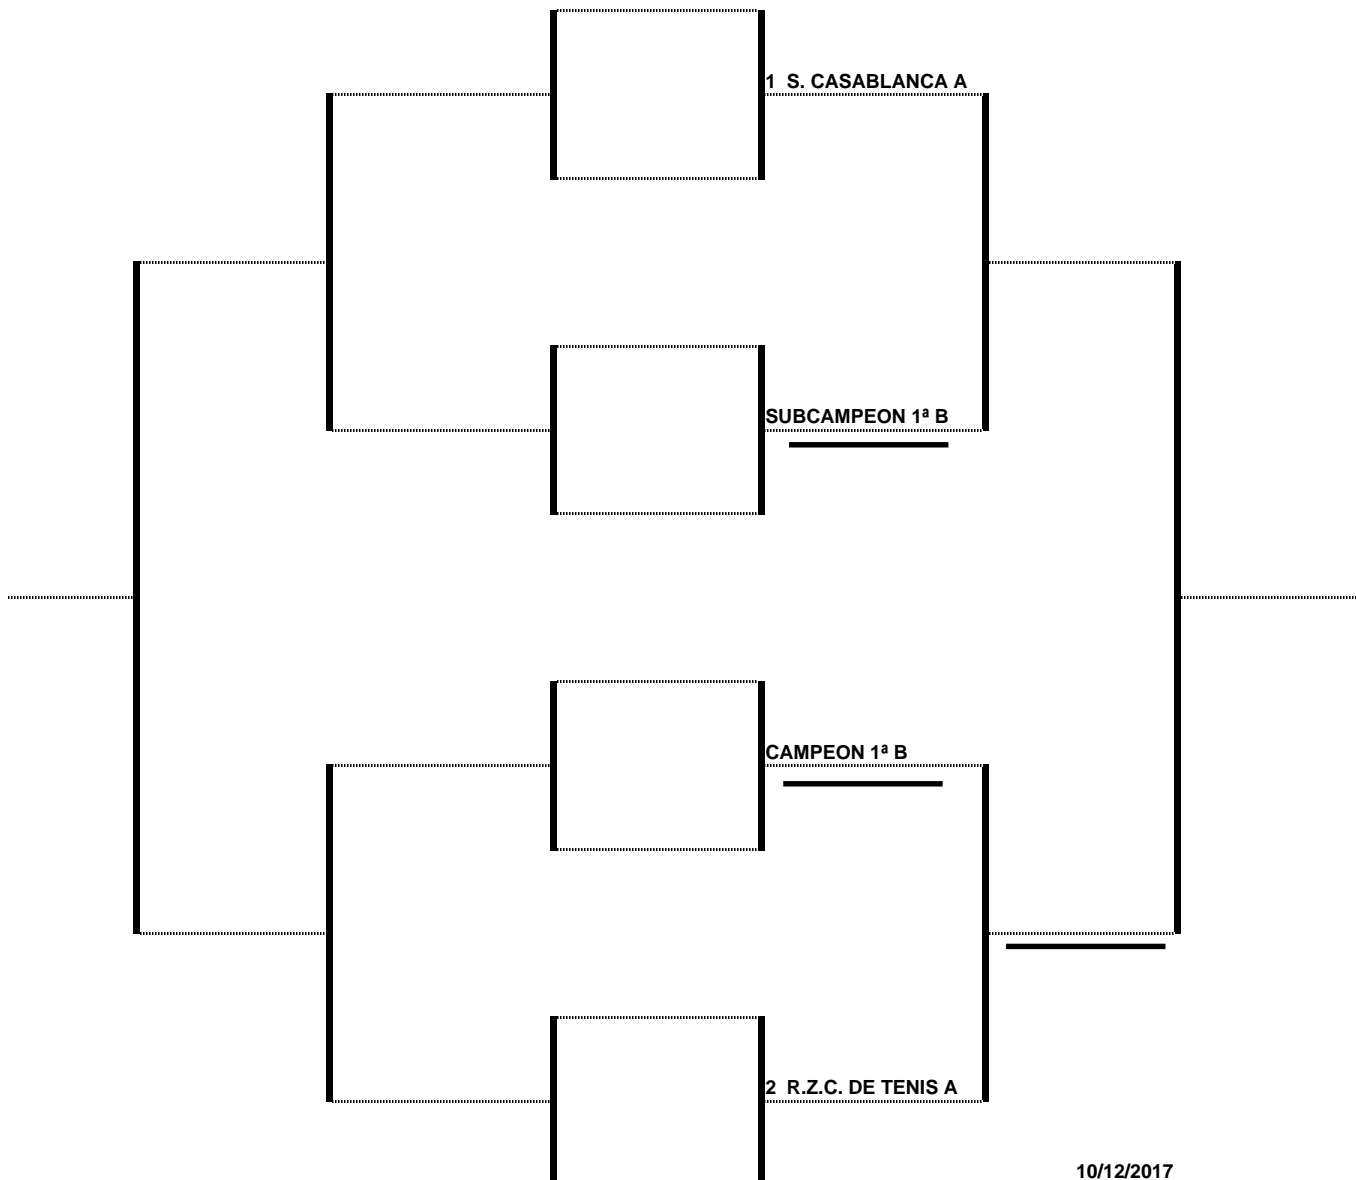 1 S. CASABLANCA A
SUBCAMPEON 1ª B
CAMPEON 1ª B
2 R.Z.C. DE TENIS A
10/12/2017